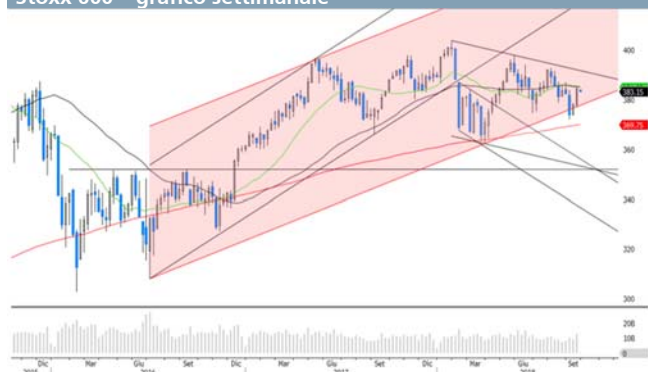 Stoxx 600 – grafico settimanale
400
383.15
380
369.75
360
340
320
300
20B
10B
0
Dic Mar Giu Set Dic Mar Giu Set Dic Mar Giu Set
2015 2016 2017 2018